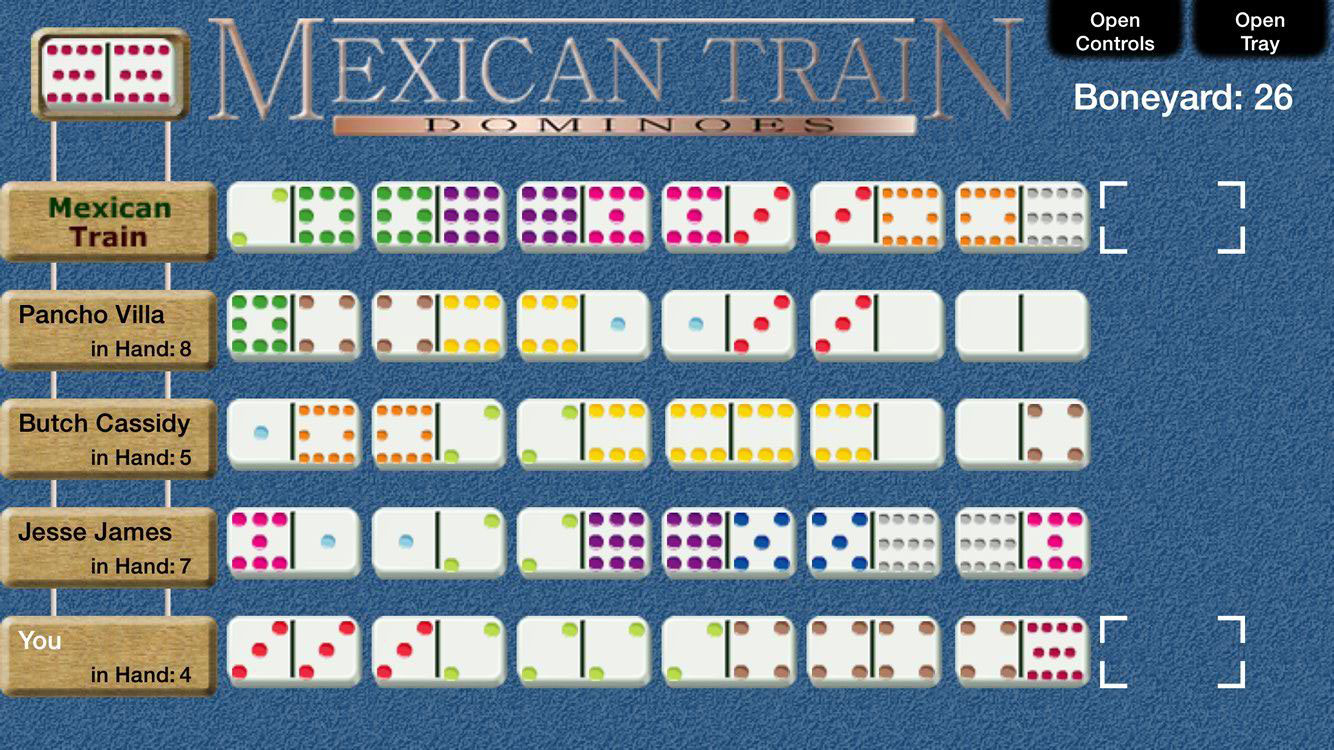 MEXICAN TRAIN
DOMINOES
Open
Controls
Open
Tray
Boneyard: 26
Mexican
Train
Pancho Villa
in Hand: 8
Butch Cassidy
in Hand: 5
Jesse James
in Hand: 7
You
in Hand: 4